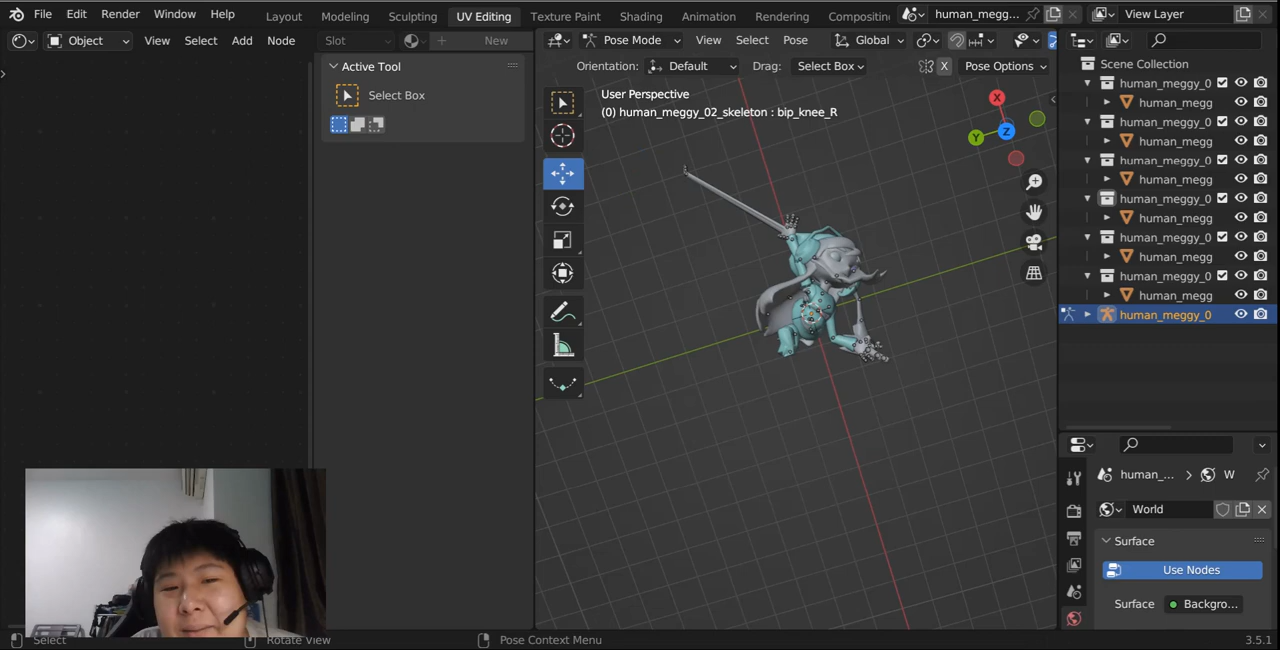 File Edit Render Window Help Layout Modeling Sculpting UV Editing Texture Paint Shading Animation Rendering Compositin human_megg... View Layer
Object View Select Add Node Slot New Pose Mode View Select Pose Global
Orientation: Default Drag: Select Box X Pose Options
Active Tool
Select Box
User Perspective
(0) human_meggy_02_skeleton : bip_knee_R
X
Y
Z
Scene Collection
human_meggy_0
human_megg
human_meggy_0
human_megg
human_meggy_0
human_megg
human_meggy_0
human_megg
human_meggy_0
human_megg
human_meggy_0
human_megg
human_meggy_0
human_... W
World
Surface
Use Nodes
Surface Backgro...
Select Rotate View Pose Context Menu 3.5.1